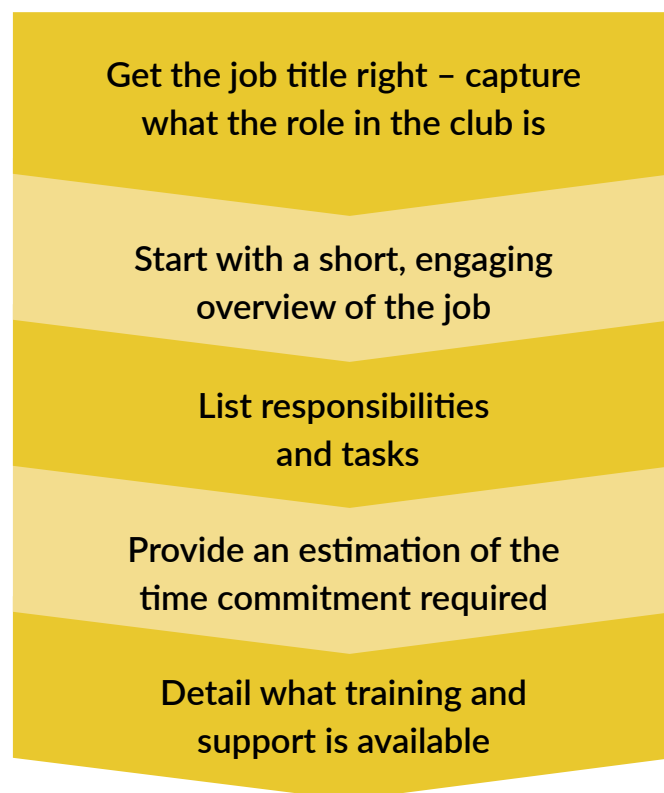 Get the job title right – capture
what the role in the club is
Start with a short, engaging
overview of the job
List responsibilities
and tasks
Provide an estimation of the
time commitment required
Detail what training and
support is available